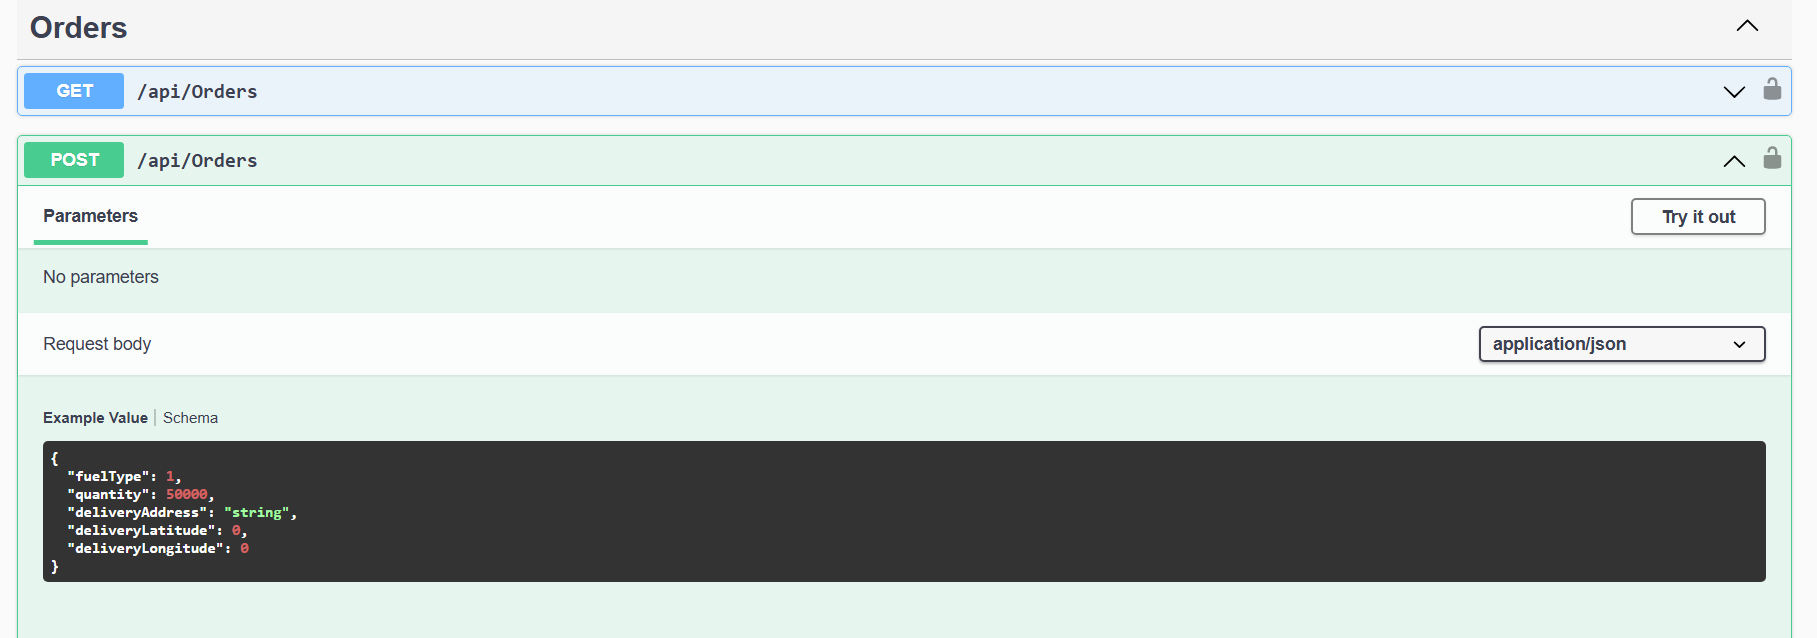 Orders
GET /api/Orders
POST /api/Orders
Parameters
Try it out
No parameters
Request body
application/json
Example Value | Schema
{
  "fuelType": 1,
  "quantity": 50000,
  "deliveryAddress": "string",
  "deliveryLatitude": 0,
  "deliveryLongitude": 0
}